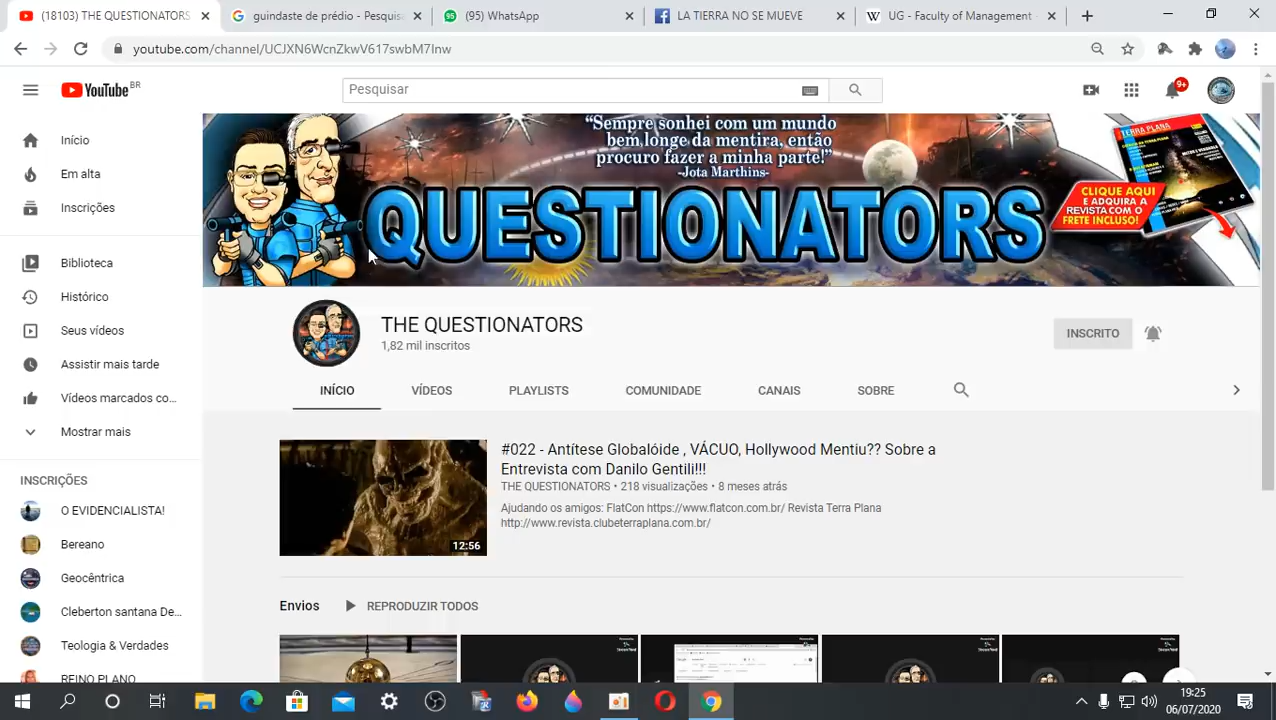 (18103) THE QUESTIONATORS
guindaste de prédio - Pesquis
(95) WhatsApp
LA TIERRA NO SE MUEVE
UG - Faculty of Management
youtube.com/channel/UCJXN6WcnZkwV617swbM7Inw
YouTube BR
Pesquisar
9+
Início
Em alta
Inscrições
Biblioteca
Histórico
Seus vídeos
Assistir mais tarde
Vídeos marcados co...
Mostrar mais
INSCRIÇÕES
O EVIDENCIALISTA!
Bereano
Geocêntrica
Cleberton santana De...
Teologia & Verdades
REINO PLANO
"Sempre sonhei com um mundo
bem longe da mentira, então
procuro fazer a minha parte!"
-Jota Marthins-
QUESTIONATORS
TERRA PLANA
CLIQUE AQUI
E ADQUIRA A
REVISTA COM O
FRETE INCLUSO!
THE QUESTIONATORS
1,82 mil inscritos
INSCRITO
INÍCIO
VÍDEOS
PLAYLISTS
COMUNIDADE
CANAIS
SOBRE
#022 - Antítese Globalóide , VÁCUO, Hollywood Mentiu?? Sobre a
Entrevista com Danilo Gentili!!!
THE QUESTIONATORS • 218 visualizações • 8 meses atrás
Ajudando os amigos: FlatCon https://www.flatcon.com.br/ Revista Terra Plana
http://www.revista.clubeterraplana.com.br/
12:56
Envios
REPRODUZIR TODOS
19:25
06/07/2020